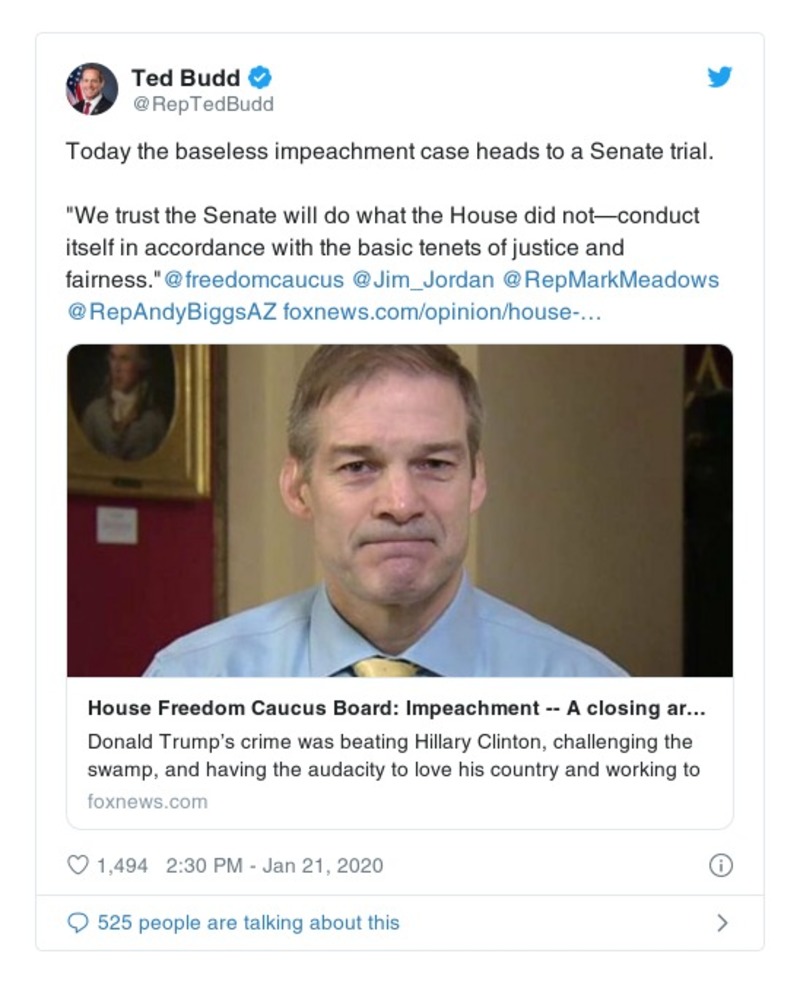 Ted Budd
@RepTedBudd
Today the baseless impeachment case heads to a Senate trial.
"We trust the Senate will do what the House did not—conduct
itself in accordance with the basic tenets of justice and
fairness."@freedomcaucus @Jim_Jordan @RepMarkMeadows
@RepAndyBiggsAZ foxnews.com/opinion/house-…
House Freedom Caucus Board: Impeachment -- A closing ar...
Donald Trump's crime was beating Hillary Clinton, challenging the
swamp, and having the audacity to love his country and working to
foxnews.com
1,494 2:30 PM - Jan 21, 2020
525 people are talking about this